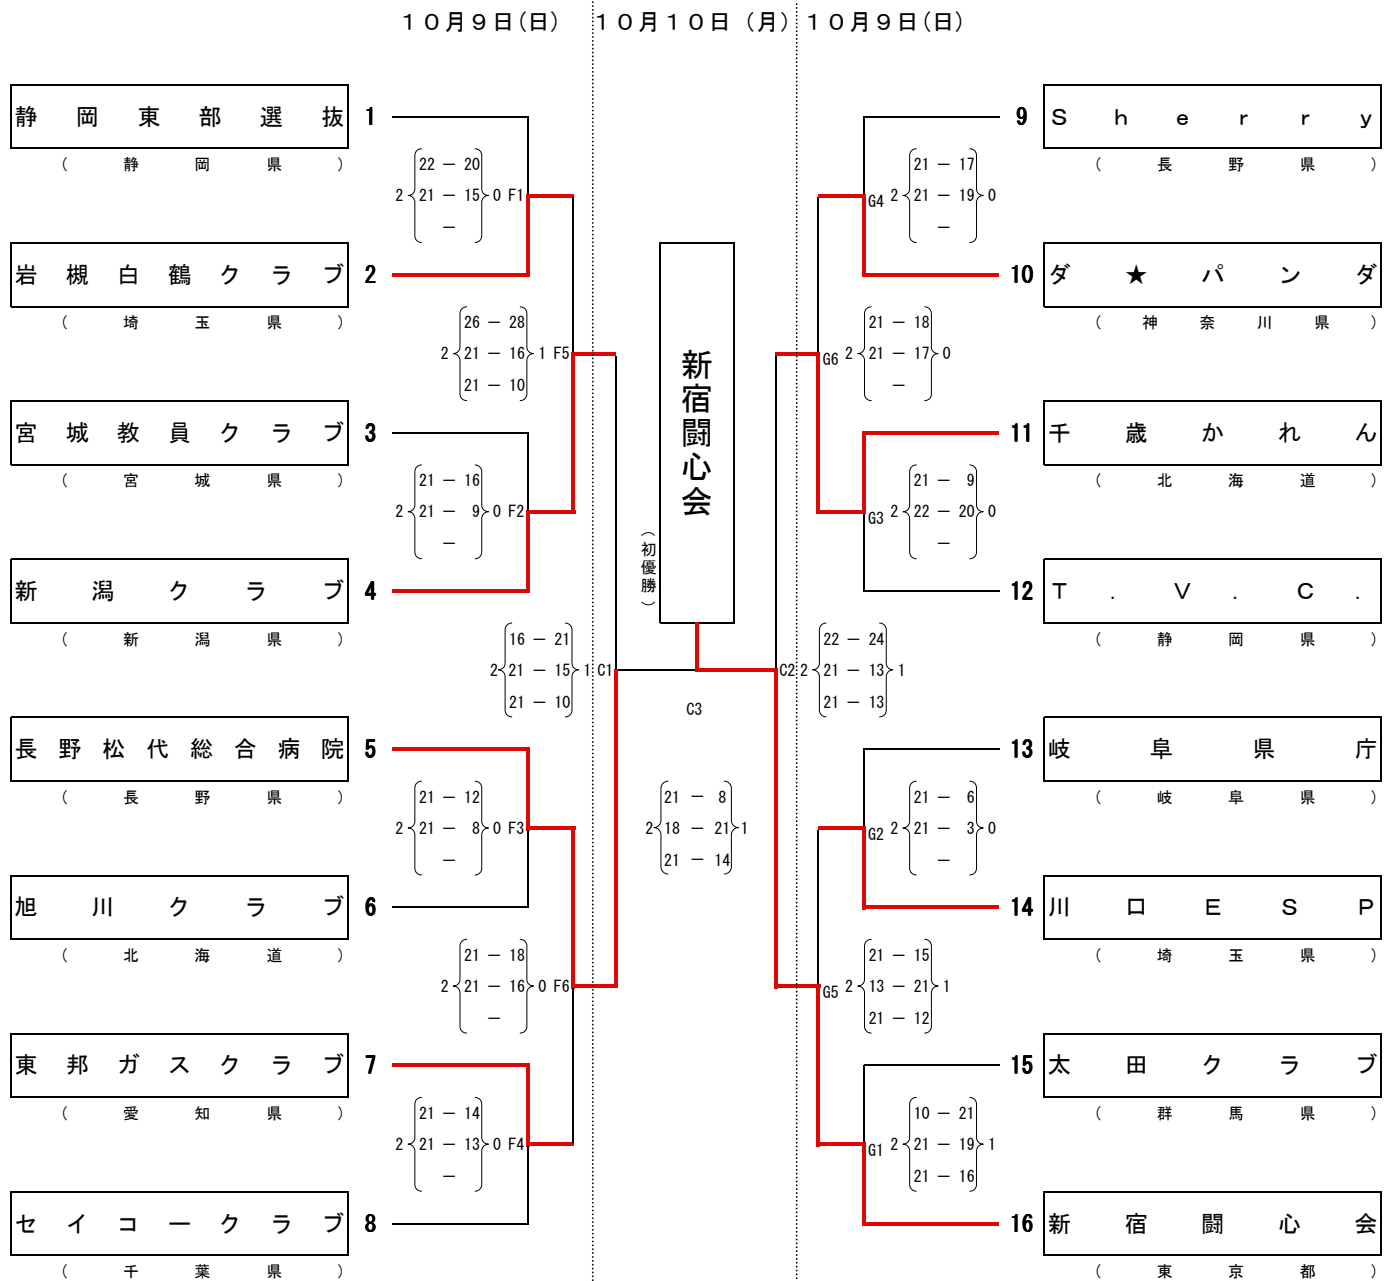 １０月９日(日)
１０月１０日（月）
１０月９日(日)
静岡東部選抜 1
（静岡県）
22 － 20
2 21 － 15 0 F1
－
岩槻白鶴クラブ 2
（埼玉県）
26 － 28
2 21 － 16 1 F5
21 － 10
宮城教員クラブ 3
（宮城県）
21 － 16
2 21 － 9 0 F2
－
新潟クラブ 4
（新潟県）
16 － 21
2 21 － 15 1 C1
21 － 10
長野松代総合病院 5
（長野県）
21 － 12
2 21 － 8 0 F3
－
旭川クラブ 6
（北海道）
21 － 18
2 21 － 16 0 F6
－
東邦ガスクラブ 7
（愛知県）
21 － 14
2 21 － 13 0 F4
－
セイコークラブ 8
（千葉県）
新宿闘心会
（初優勝）
C3
21 － 8
2 18 － 21 1
21 － 14
9 Ｓｈｅｒｒｙ
（長野県）
21 － 17
G4 2 21 － 19 0
－
10 ダ★パンダ
（神奈川県）
21 － 18
G6 2 21 － 17 0
－
11 千歳かれん
（北海道）
21 － 9
G3 2 22 － 20 0
－
12 Ｔ．Ｖ．Ｃ．
（静岡県）
22 － 24
C2 2 21 － 13 1
21 － 13
13 岐阜県庁
（岐阜県）
21 － 6
G2 2 21 － 3 0
－
14 川口ＥＳＰ
（埼玉県）
21 － 15
G5 2 13 － 21 1
21 － 12
15 太田クラブ
（群馬県）
10 － 21
G1 2 21 － 19 1
21 － 16
16 新宿闘心会
（東京都）